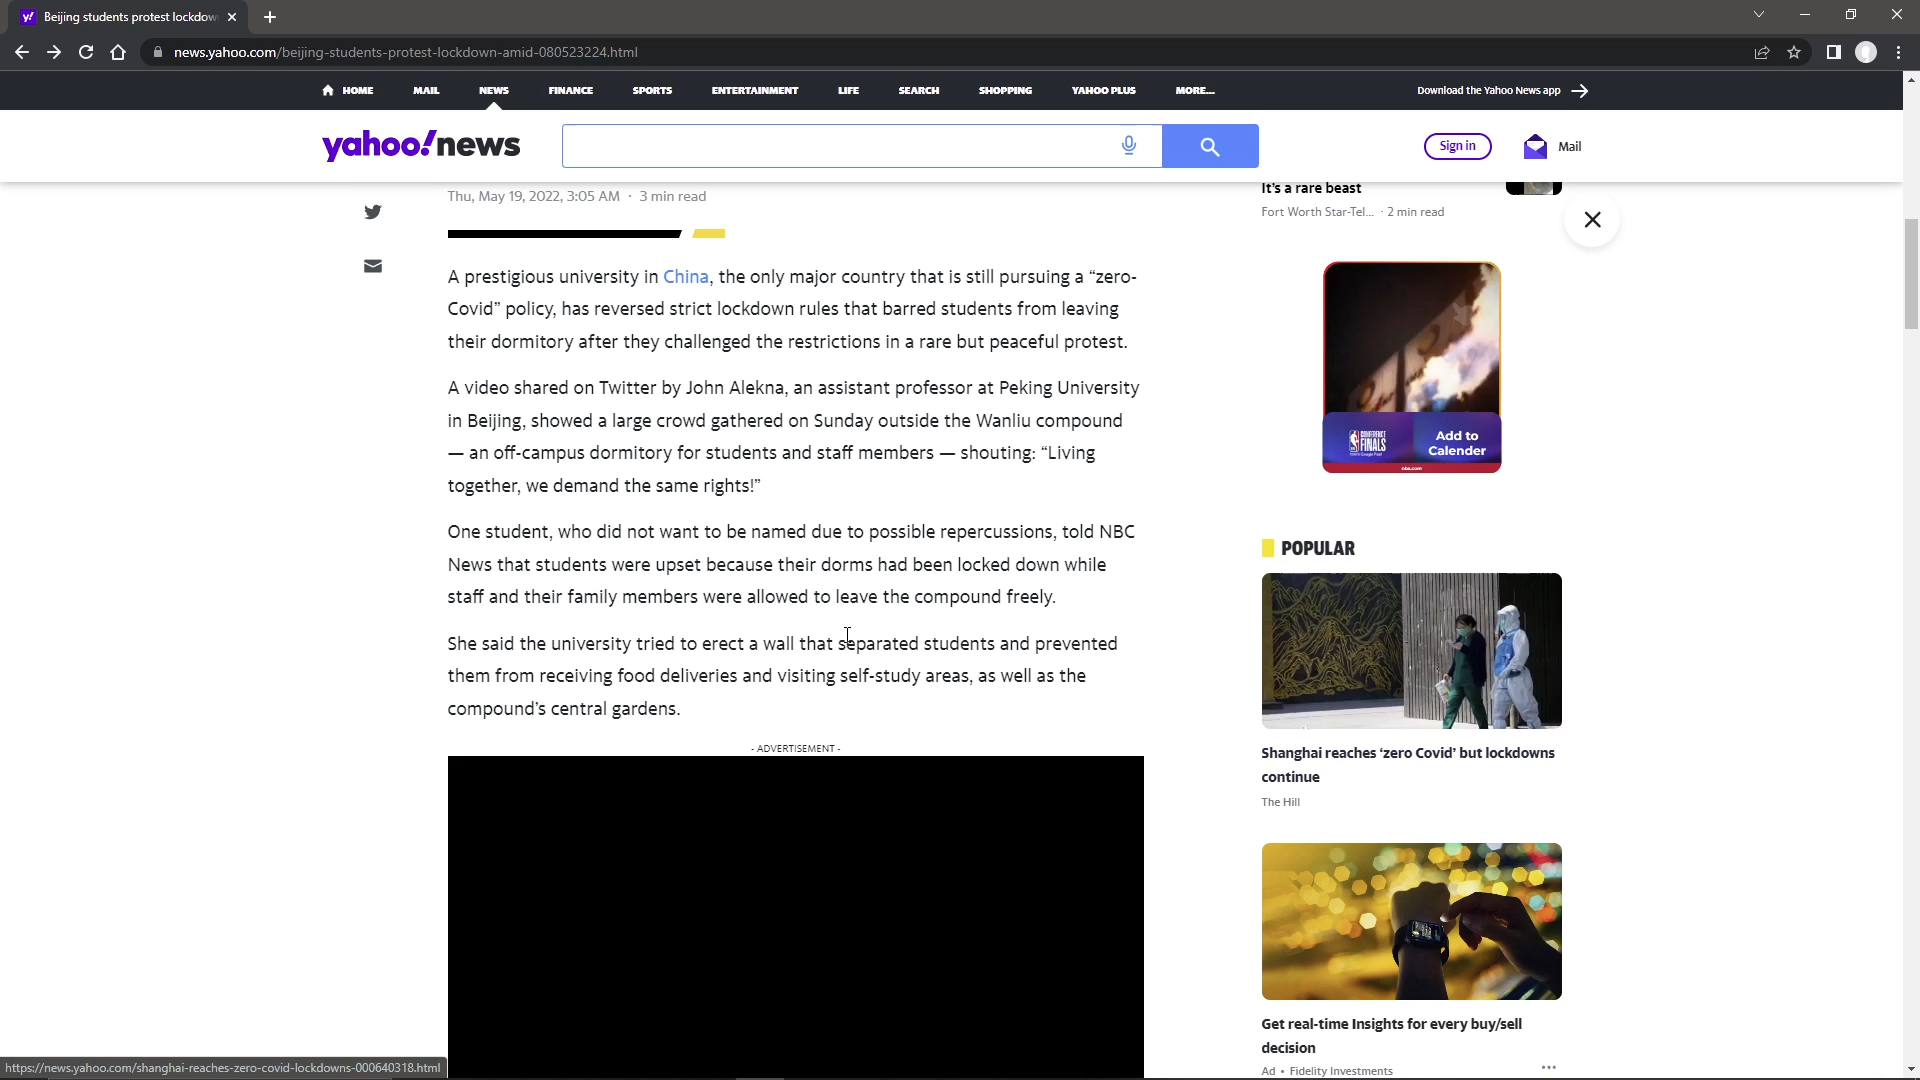 Beijing students protest lockdow
news.yahoo.com/beijing-students-protest-lockdown-amid-080523224.html
HOME MAIL NEWS FINANCE SPORTS ENTERTAINMENT LIFE SEARCH SHOPPING YAHOO PLUS MORE... Download the Yahoo News app
yahoo!news
Sign in
Mail
Thu, May 19, 2022, 3:05 AM · 3 min read
A prestigious university in China, the only major country that is still pursuing a “zero-
Covid” policy, has reversed strict lockdown rules that barred students from leaving
their dormitory after they challenged the restrictions in a rare but peaceful protest.
A video shared on Twitter by John Alekna, an assistant professor at Peking University
in Beijing, showed a large crowd gathered on Sunday outside the Wanliu compound
— an off-campus dormitory for students and staff members — shouting: “Living
together, we demand the same rights!”
One student, who did not want to be named due to possible repercussions, told NBC
News that students were upset because their dorms had been locked down while
staff and their family members were allowed to leave the compound freely.
She said the university tried to erect a wall that separated students and prevented
them from receiving food deliveries and visiting self-study areas, as well as the
compound’s central gardens.
- ADVERTISEMENT -
It's a rare beast
Fort Worth Star-Tel... · 2 min read
CONFERENCE
FINALS
Add to
Calender
nba.com
POPULAR
Shanghai reaches ‘zero Covid’ but lockdowns
continue
The Hill
Get real-time Insights for every buy/sell
decision
Ad • Fidelity Investments
https://news.yahoo.com/shanghai-reaches-zero-covid-lockdowns-000640318.html